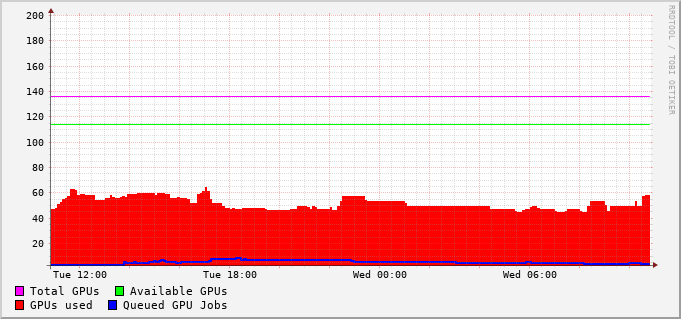 200
180
160
140
120
100
80
60
40
20
Tue 12:00 Tue 18:00 Wed 00:00 Wed 06:00
Total GPUs Available GPUs
GPUs used Queued GPU Jobs
RRDTOOL / TOBI OETIKER